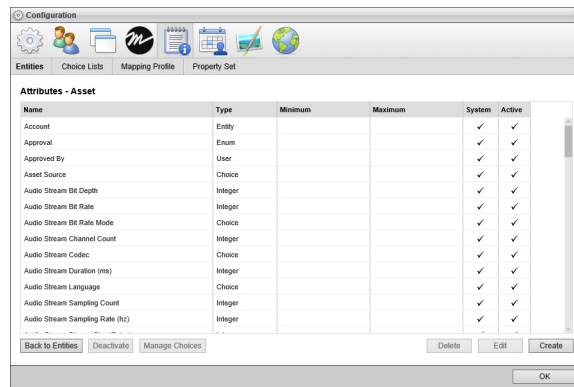 Configuration
Entities Choice Lists Mapping Profile Property Set
Attributes - Asset
Name Type Minimum Maximum System Active
Account Entity ✓ ✓
Approval Enum ✓ ✓
Approved By User ✓ ✓
Asset Source Choice ✓ ✓
Audio Stream Bit Depth Integer ✓ ✓
Audio Stream Bit Rate Integer ✓ ✓
Audio Stream Bit Rate Mode Choice ✓ ✓
Audio Stream Channel Count Integer ✓ ✓
Audio Stream Codec Choice ✓ ✓
Audio Stream Duration (ms) Integer ✓ ✓
Audio Stream Language Choice ✓ ✓
Audio Stream Sampling Count Integer ✓ ✓
Audio Stream Sampling Rate (hz) Integer ✓ ✓
Back to Entities Deactivate Manage Choices Delete Edit Create
OK